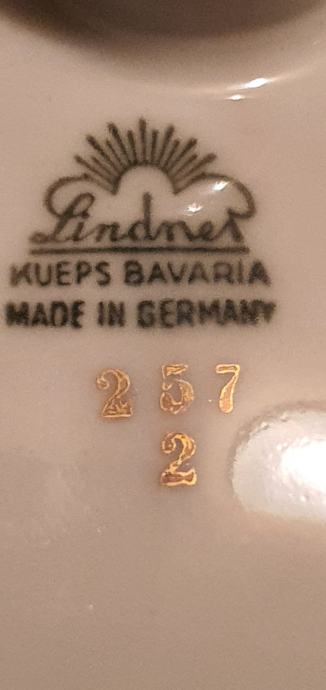 Lindner
KUEPS BAVARIA
MADE IN GERMANY
257
2